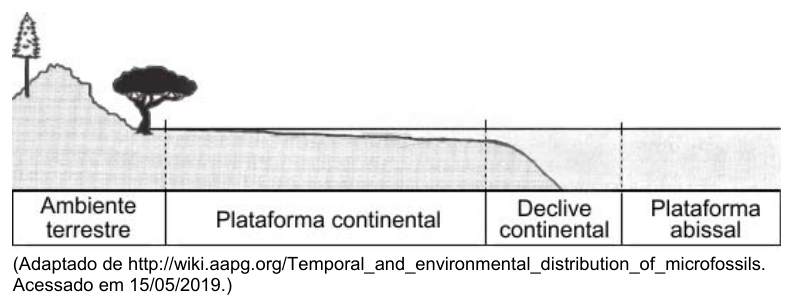 Ambiente
terrestre
Plataforma continental
Declive
continental
Plataforma
abissal
(Adaptado de http://wiki.aapg.org/Temporal_and_environmental_distribution_of_microfossils.
Acessado em 15/05/2019.)